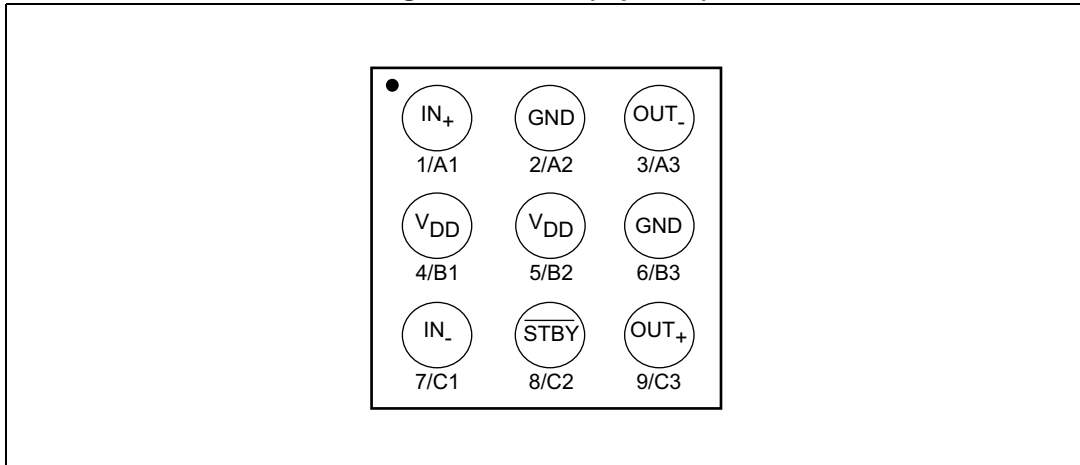 IN+ GND OUT-
1/A1 2/A2 3/A3
VDD VDD GND
4/B1 5/B2 6/B3
IN- STBY OUT+
7/C1 8/C2 9/C3